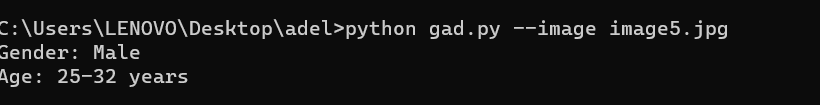 C:\Users\LENOVO\Desktop\adel>python gad.py --image image5.jpg
Gender: Male
Age: 25-32 years